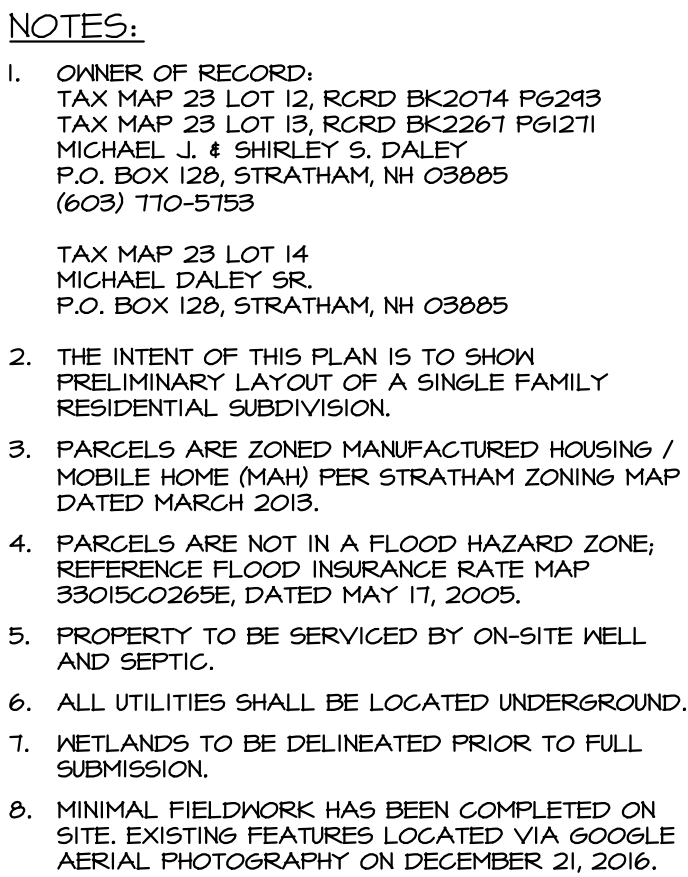 NOTES:
1. OWNER OF RECORD:
TAX MAP 23 LOT 12, RCRD BK2074 PG293
TAX MAP 23 LOT 13, RCRD BK2267 PG1271
MICHAEL J. & SHIRLEY S. DALEY
P.O. BOX 128, STRATHAM, NH 03885
(603) 770-5753
TAX MAP 23 LOT 14
MICHAEL DALEY SR.
P.O. BOX 128, STRATHAM, NH 03885
2. THE INTENT OF THIS PLAN IS TO SHOW
PRELIMINARY LAYOUT OF A SINGLE FAMILY
RESIDENTIAL SUBDIVISION.
3. PARCELS ARE ZONED MANUFACTURED HOUSING /
MOBILE HOME (MAH) PER STRATHAM ZONING MAP
DATED MARCH 2013.
4. PARCELS ARE NOT IN A FLOOD HAZARD ZONE;
REFERENCE FLOOD INSURANCE RATE MAP
33015C0265E, DATED MAY 17, 2005.
5. PROPERTY TO BE SERVICED BY ON-SITE WELL
AND SEPTIC.
6. ALL UTILITIES SHALL BE LOCATED UNDERGROUND.
7. WETLANDS TO BE DELINEATED PRIOR TO FULL
SUBMISSION.
8. MINIMAL FIELDWORK HAS BEEN COMPLETED ON
SITE. EXISTING FEATURES LOCATED VIA GOOGLE
AERIAL PHOTOGRAPHY ON DECEMBER 21, 2016.